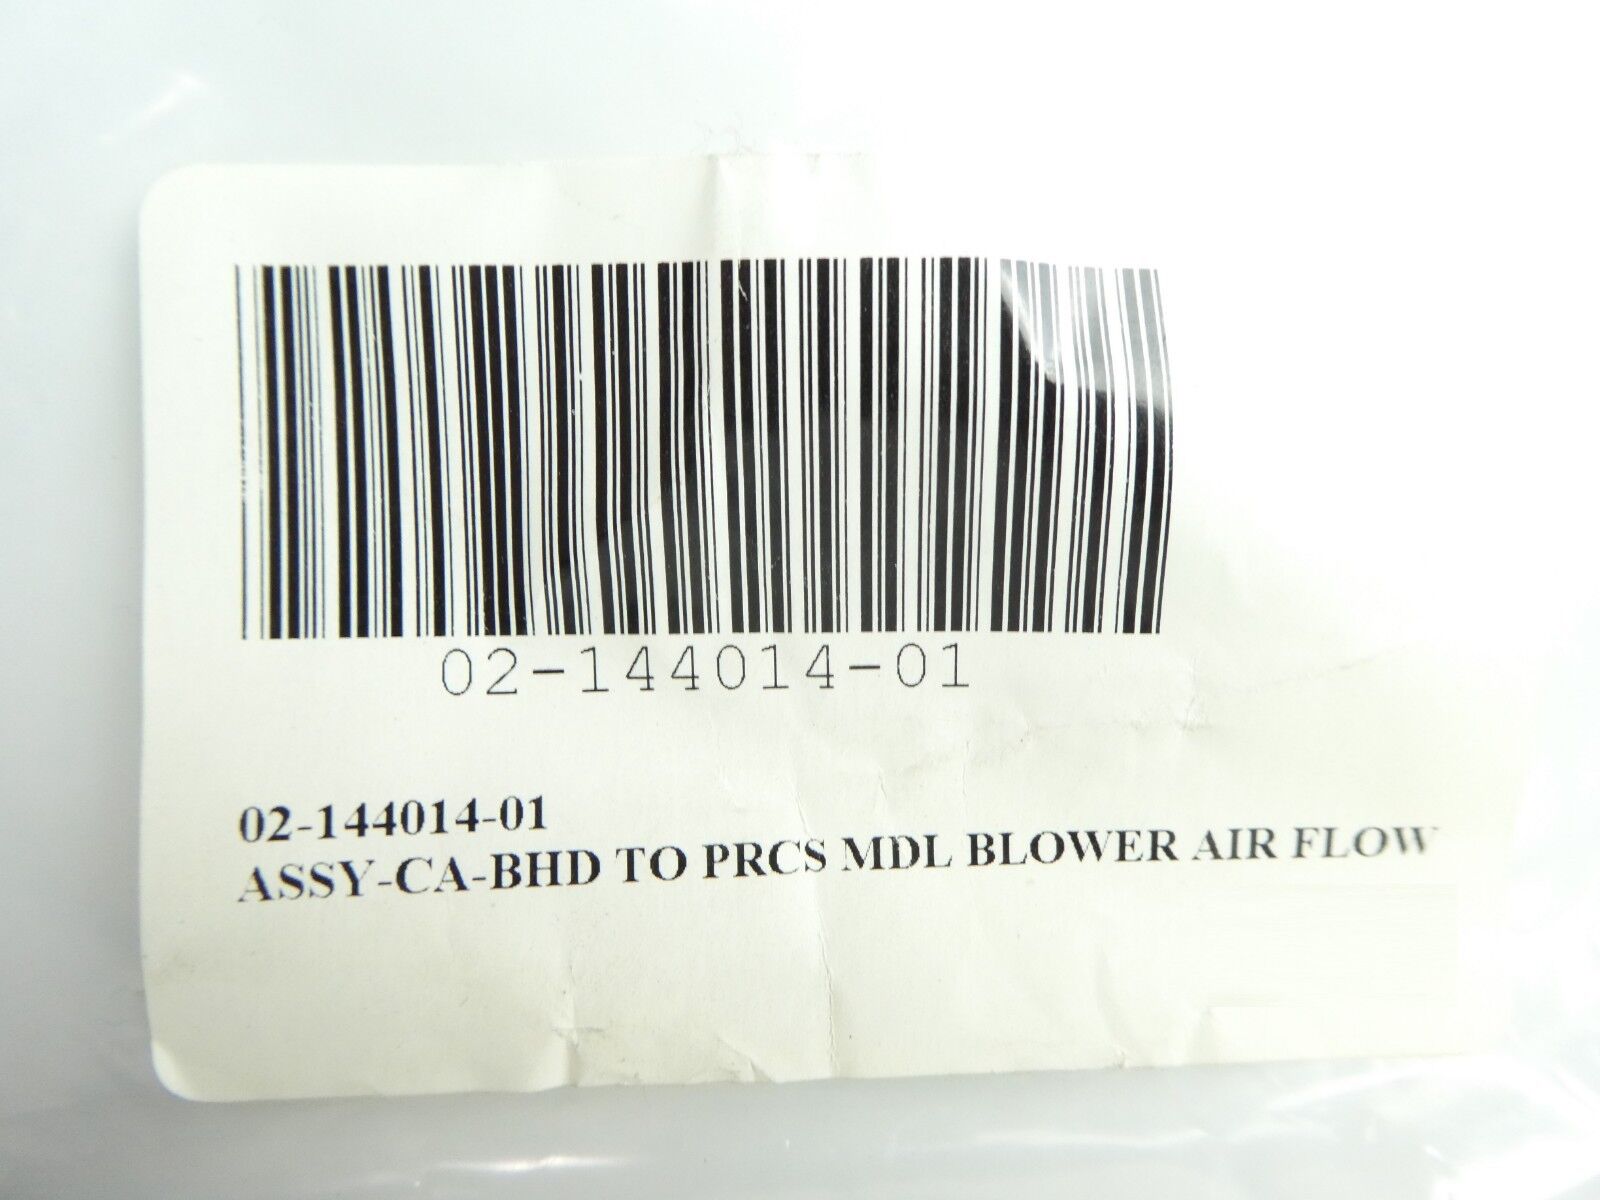 02-144014-01
02-144014-01
ASSY-CA-BHD TO PRCS MDL BLOWER AIR FLOW